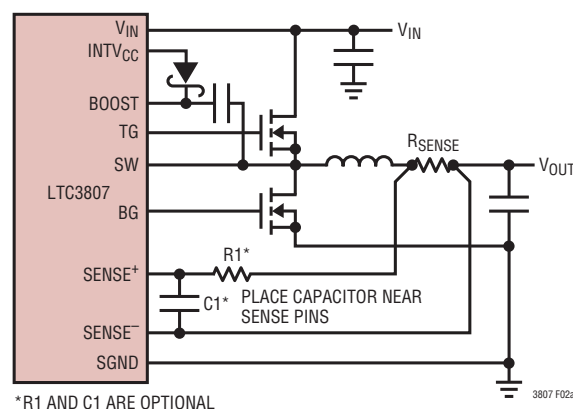 VIN
VIN
INTVCC
BOOST
TG
RSENSE
SW
VOUT
LTC3807
BG
R1*
SENSE+
C1*
PLACE CAPACITOR NEAR
SENSE PINS
SENSE–
SGND
*R1 AND C1 ARE OPTIONAL
3807 F02a